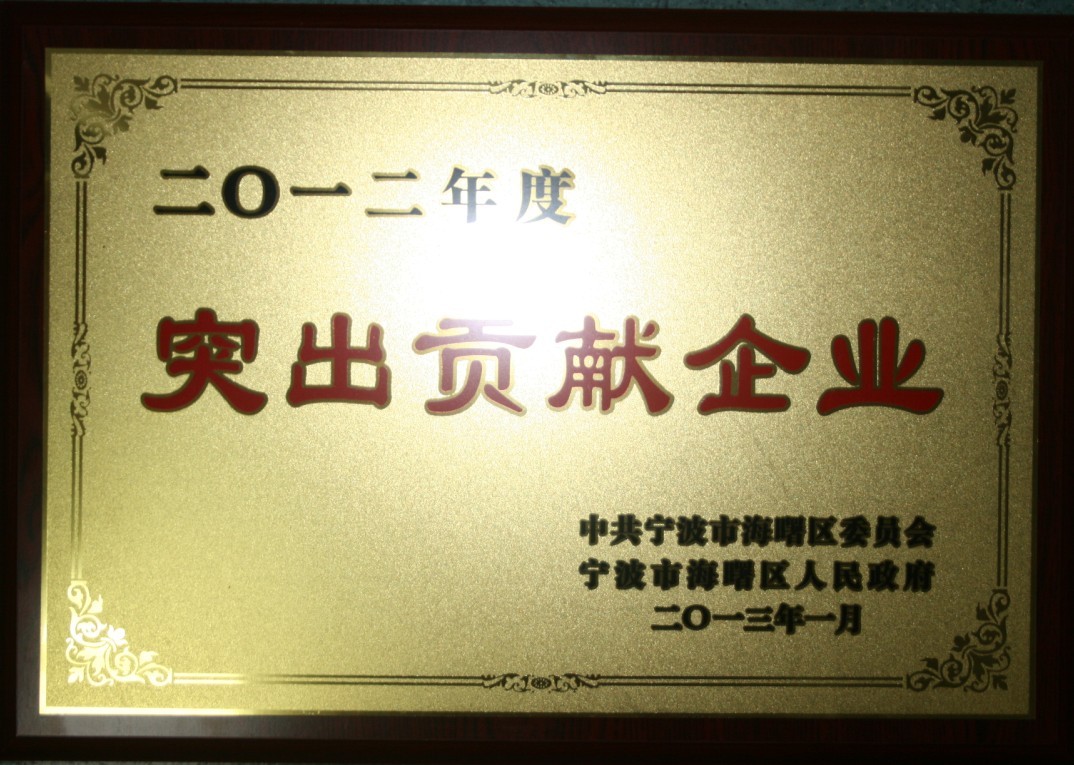 二〇一二年度
突出贡献企业
中共宁波市海曙区委员会
宁波市海曙区人民政府
二〇一三年一月